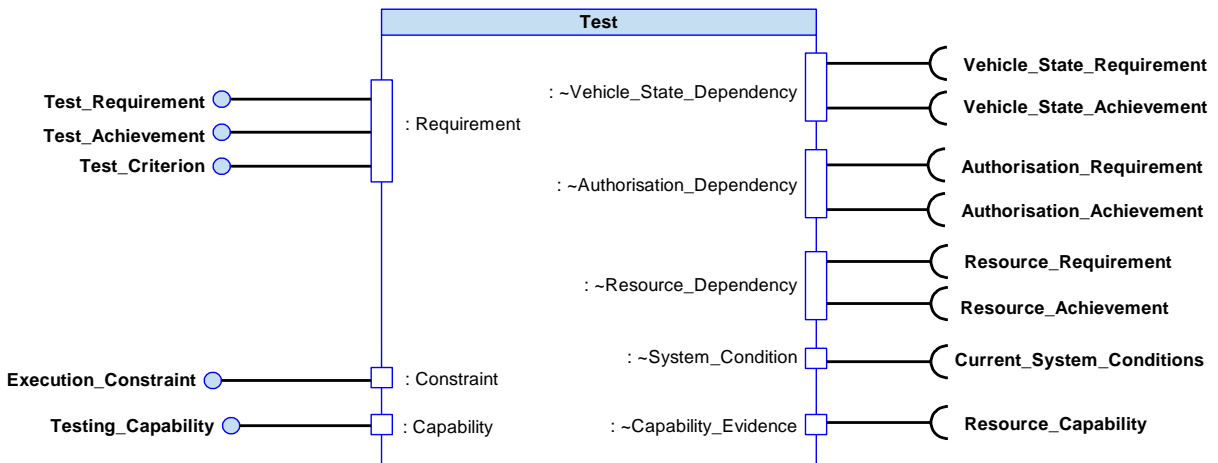 Test
Test_Requirement
Test_Achievement
Test_Criterion
: Requirement
Execution_Constraint
: Constraint
Testing_Capability
: Capability
: ~Vehicle_State_Dependency
Vehicle_State_Requirement
Vehicle_State_Achievement
: ~Authorisation_Dependency
Authorisation_Requirement
Authorisation_Achievement
: ~Resource_Dependency
Resource_Requirement
Resource_Achievement
: ~System_Condition
Current_System_Conditions
: ~Capability_Evidence
Resource_Capability